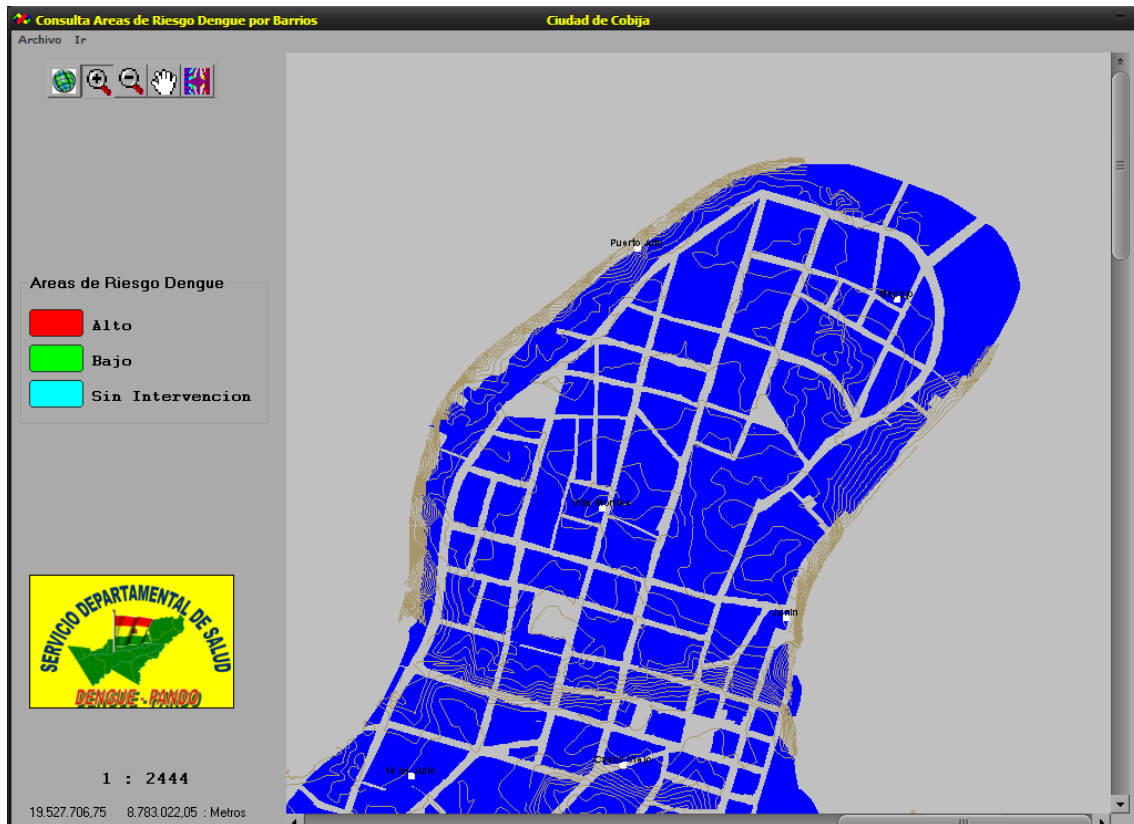 Consulta Areas de Riesgo Dengue por Barrios
Ciudad de Cobija
Archivo Ir
Puerto
Areas de Riesgo Dengue
Alto
Bajo
Sin Intervencion
SERVICIO DEPARTAMENTAL DE SALUD
DENGUE - PANDO
1 : 2444
19.527.706,75 8.783.022,05 : Metros